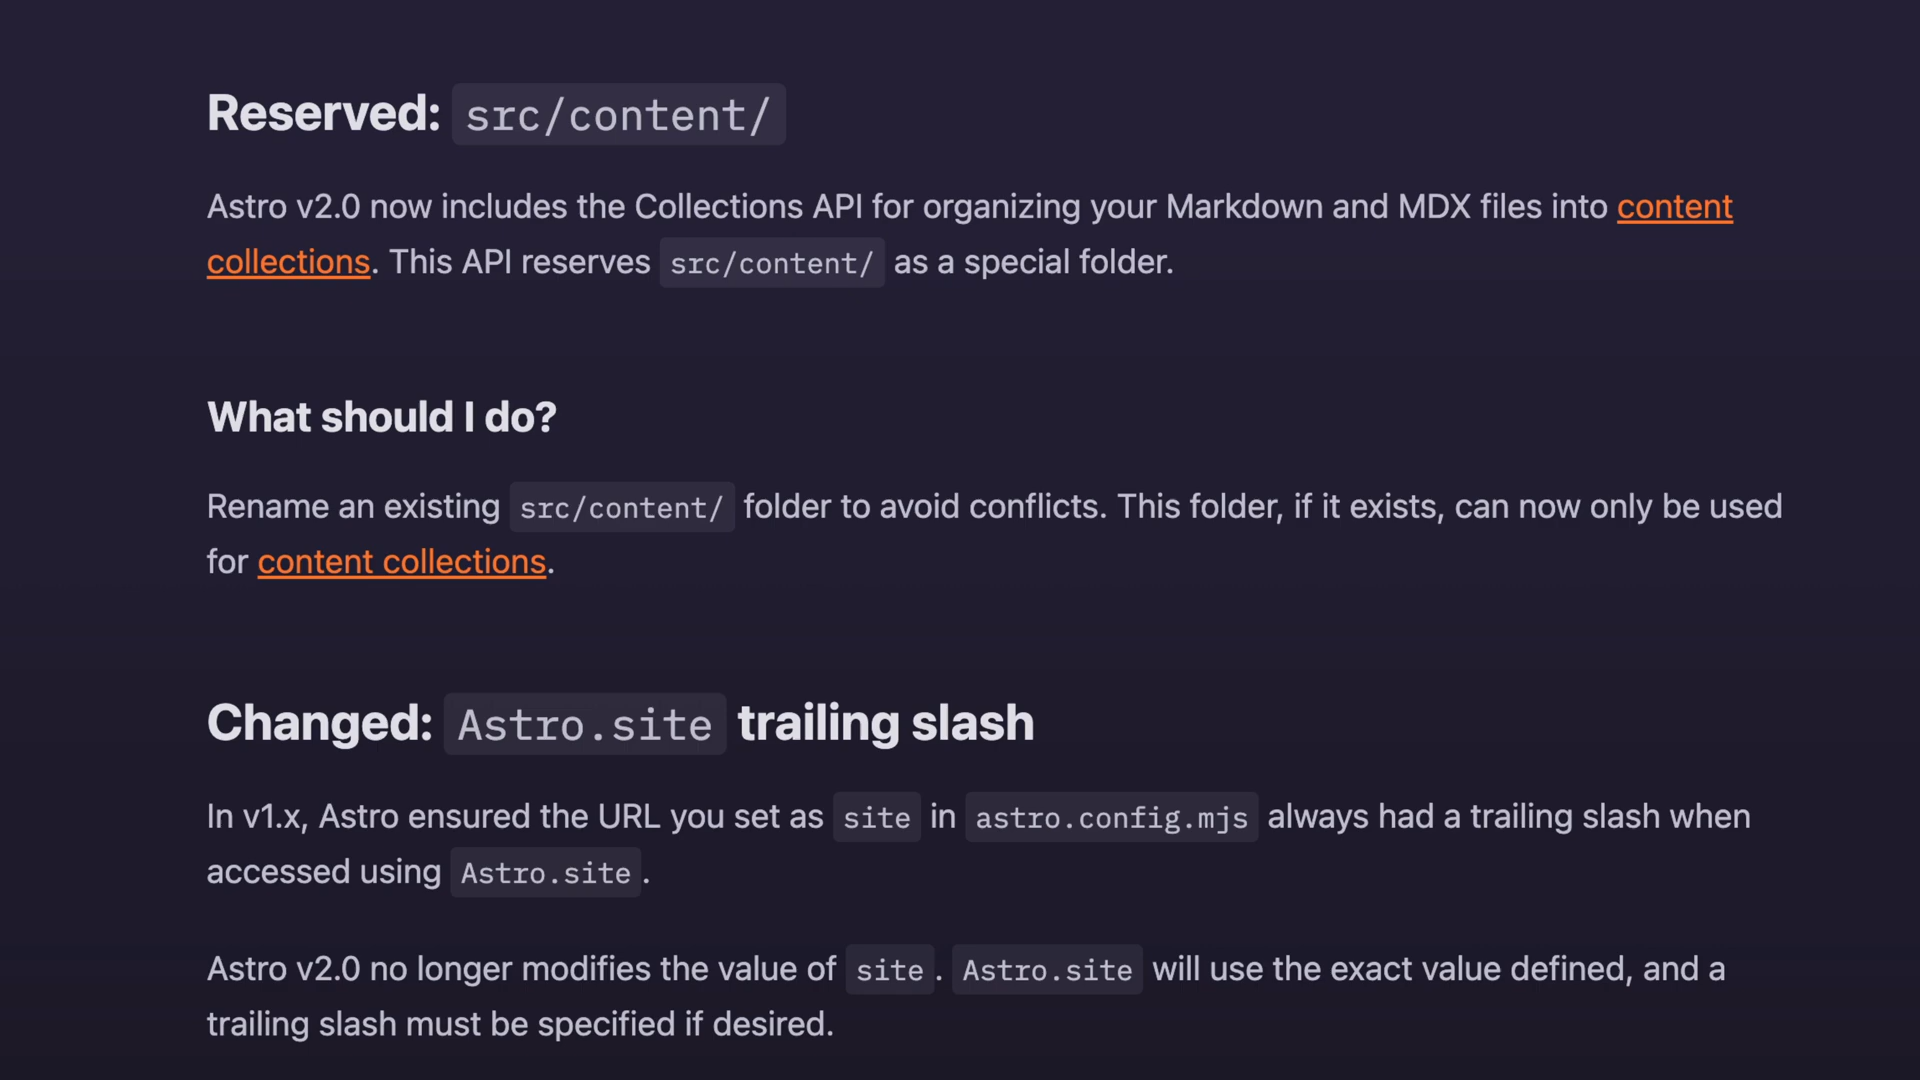 Reserved: src/content/
Astro v2.0 now includes the Collections API for organizing your Markdown and MDX files into content
collections. This API reserves src/content/ as a special folder.
What should I do?
Rename an existing src/content/ folder to avoid conflicts. This folder, if it exists, can now only be used
for content collections.
Changed: Astro.site trailing slash
In v1.x, Astro ensured the URL you set as site in astro.config.mjs always had a trailing slash when
accessed using Astro.site.
Astro v2.0 no longer modifies the value of site. Astro.site will use the exact value defined, and a
trailing slash must be specified if desired.